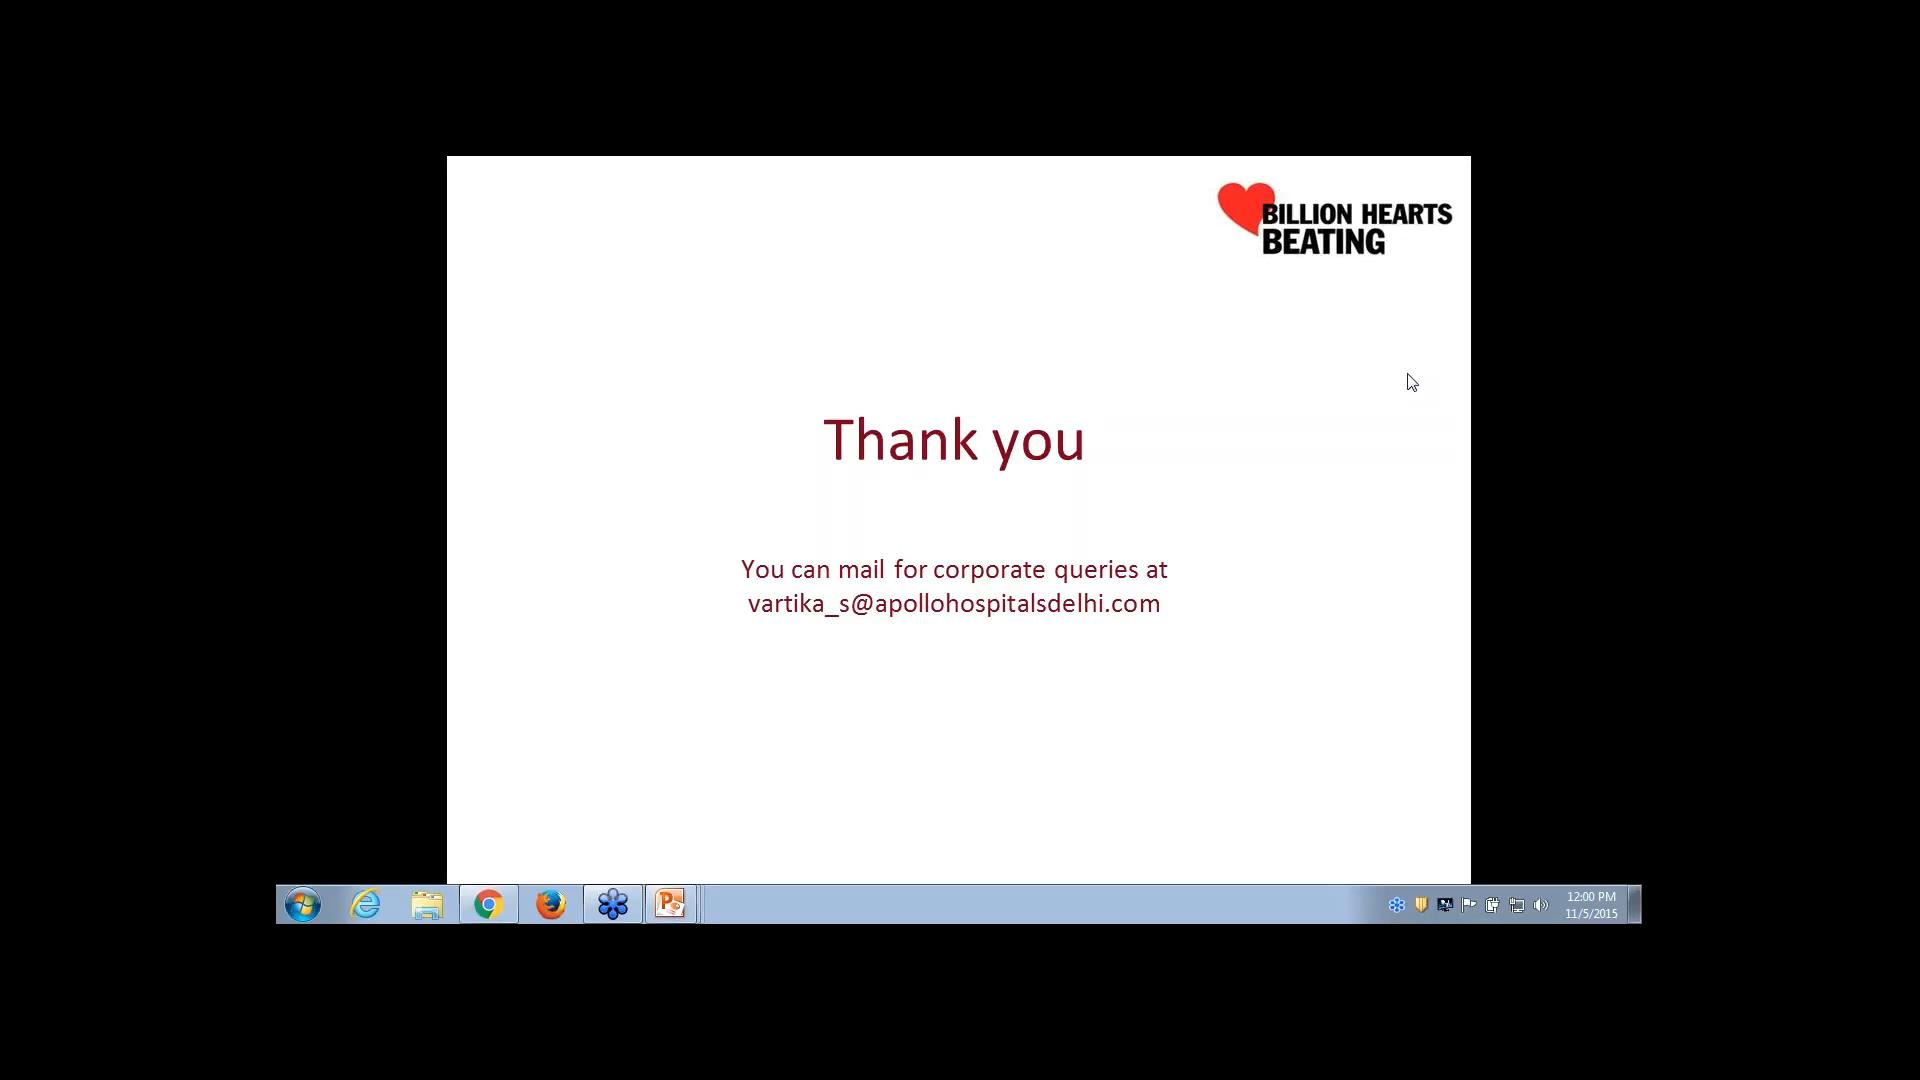 BILLION HEARTS
BEATING
Thank you
You can mail for corporate queries at
vartika_s@apollohospitalsdelhi.com
12:00 PM
11/5/2015